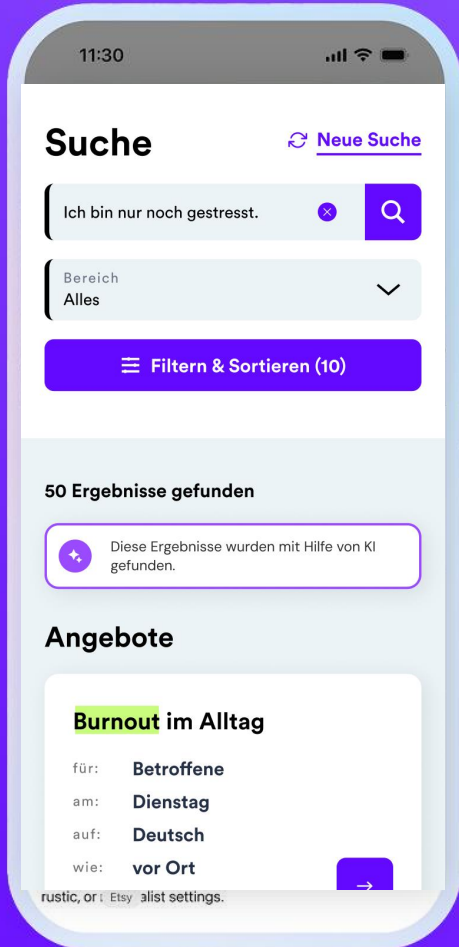 11:30
Suche
Neue Suche
Ich bin nur noch gestresst.
Bereich
Alles
Filtern & Sortieren (10)
50 Ergebnisse gefunden
Diese Ergebnisse wurden mit Hilfe von KI
gefunden.
Angebote
Burnout im Alltag
für: Betroffene
am: Dienstag
auf: Deutsch
wie: vor Ort
rustic, or Etsy alist settings.